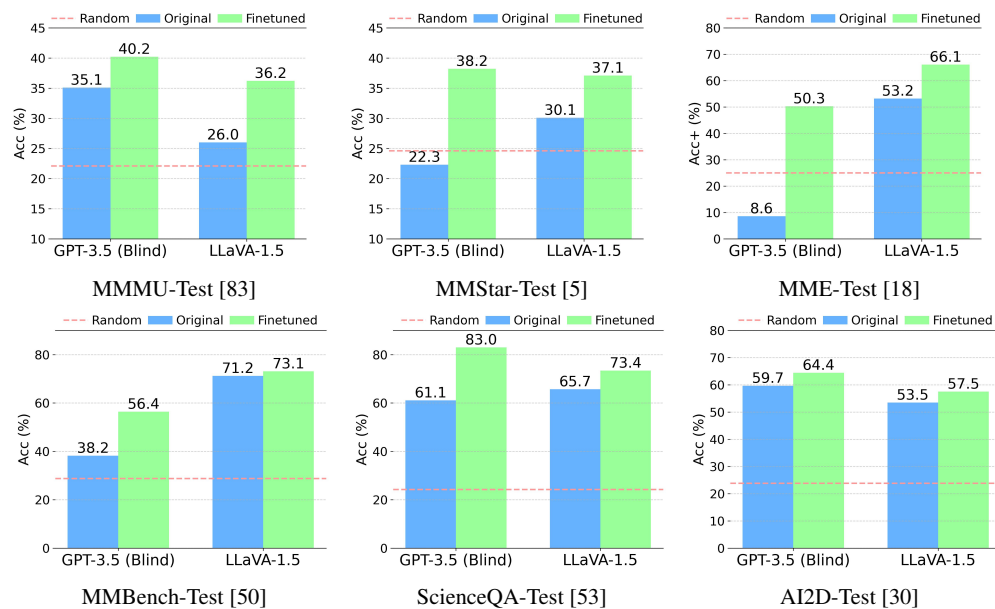 Random Original Finetuned
45
40
35
30
25
20
15
10
Acc (%)
35.1
40.2
26.0
36.2
GPT-3.5 (Blind) LLaVA-1.5
MMMU-Test [83]
Random Original Finetuned
45
40
35
30
25
20
15
10
Acc (%)
22.3
38.2
30.1
37.1
GPT-3.5 (Blind) LLaVA-1.5
MMStar-Test [5]
Random Original Finetuned
80
70
60
50
40
30
20
10
0
Acc+ (%)
8.6
50.3
53.2
66.1
GPT-3.5 (Blind) LLaVA-1.5
MME-Test [18]
Random Original Finetuned
80
60
40
20
0
Acc (%)
38.2
56.4
71.2
73.1
GPT-3.5 (Blind) LLaVA-1.5
MMBench-Test [50]
Random Original Finetuned
80
60
40
20
0
Acc (%)
61.1
83.0
65.7
73.4
GPT-3.5 (Blind) LLaVA-1.5
ScienceQA-Test [53]
Random Original Finetuned
80
70
60
50
40
30
20
10
0
Acc (%)
59.7
64.4
53.5
57.5
GPT-3.5 (Blind) LLaVA-1.5
AI2D-Test [30]